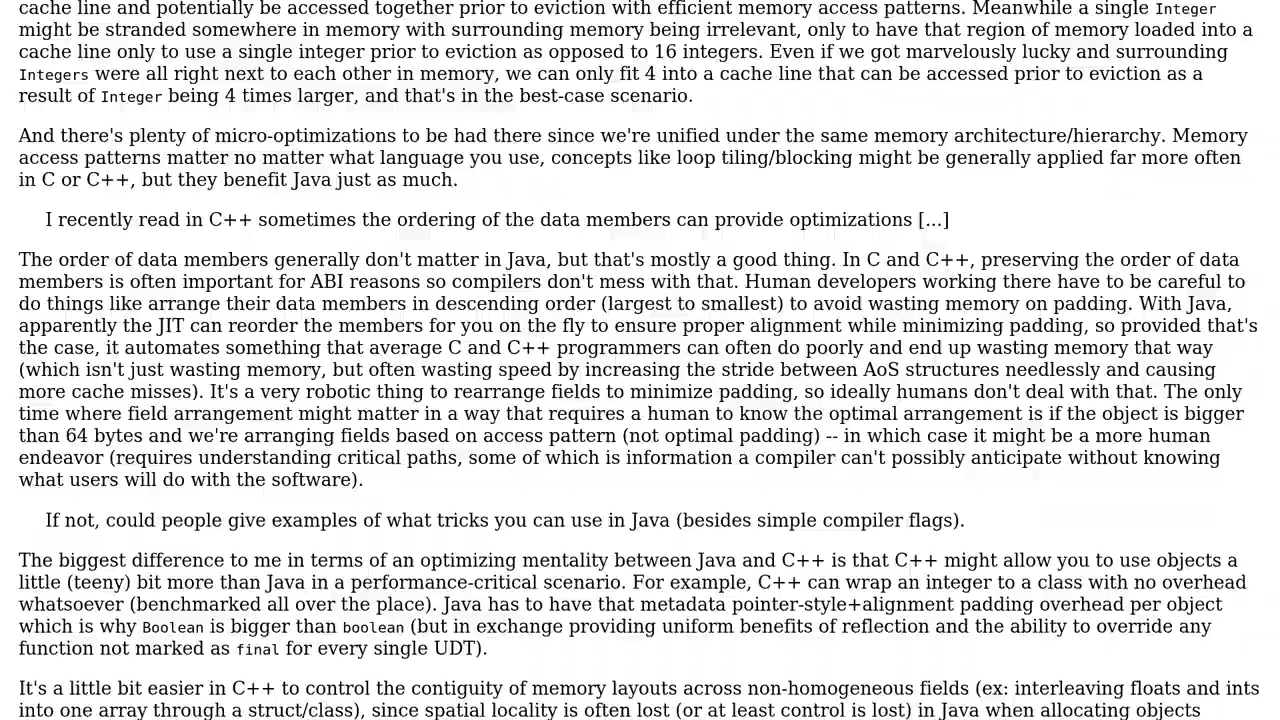 cache line and potentially be accessed together prior to eviction with efficient memory access patterns. Meanwhile a single Integer
might be stranded somewhere in memory with surrounding memory being irrelevant, only to have that region of memory loaded into a
cache line only to use a single integer prior to eviction as opposed to 16 integers. Even if we got marvelously lucky and surrounding
Integers were all right next to each other in memory, we can only fit 4 into a cache line that can be accessed prior to eviction as a
result of Integer being 4 times larger, and that's in the best-case scenario.
And there's plenty of micro-optimizations to be had there since we're unified under the same memory architecture/hierarchy. Memory
access patterns matter no matter what language you use, concepts like loop tiling/blocking might be generally applied far more often
in C or C++, but they benefit Java just as much.
I recently read in C++ sometimes the ordering of the data members can provide optimizations [...]
The order of data members generally don't matter in Java, but that's mostly a good thing. In C and C++, preserving the order of data
members is often important for ABI reasons so compilers don't mess with that. Human developers working there have to be careful to
do things like arrange their data members in descending order (largest to smallest) to avoid wasting memory on padding. With Java,
apparently the JIT can reorder the members for you on the fly to ensure proper alignment while minimizing padding, so provided that's
the case, it automates something that average C and C++ programmers can often do poorly and end up wasting memory that way
(which isn't just wasting memory, but often wasting speed by increasing the stride between AoS structures needlessly and causing
more cache misses). It's a very robotic thing to rearrange fields to minimize padding, so ideally humans don't deal with that. The only
time where field arrangement might matter in a way that requires a human to know the optimal arrangement is if the object is bigger
than 64 bytes and we're arranging fields based on access pattern (not optimal padding) -- in which case it might be a more human
endeavor (requires understanding critical paths, some of which is information a compiler can't possibly anticipate without knowing
what users will do with the software).
If not, could people give examples of what tricks you can use in Java (besides simple compiler flags).
The biggest difference to me in terms of an optimizing mentality between Java and C++ is that C++ might allow you to use objects a
little (teeny) bit more than Java in a performance-critical scenario. For example, C++ can wrap an integer to a class with no overhead
whatsoever (benchmarked all over the place). Java has to have that metadata pointer-style+alignment padding overhead per object
which is why Boolean is bigger than boolean (but in exchange providing uniform benefits of reflection and the ability to override any
function not marked as final for every single UDT).
It's a little bit easier in C++ to control the contiguity of memory layouts across non-homogeneous fields (ex: interleaving floats and ints
into one array through a struct/class), since spatial locality is often lost (or at least control is lost) in Java when allocating objects